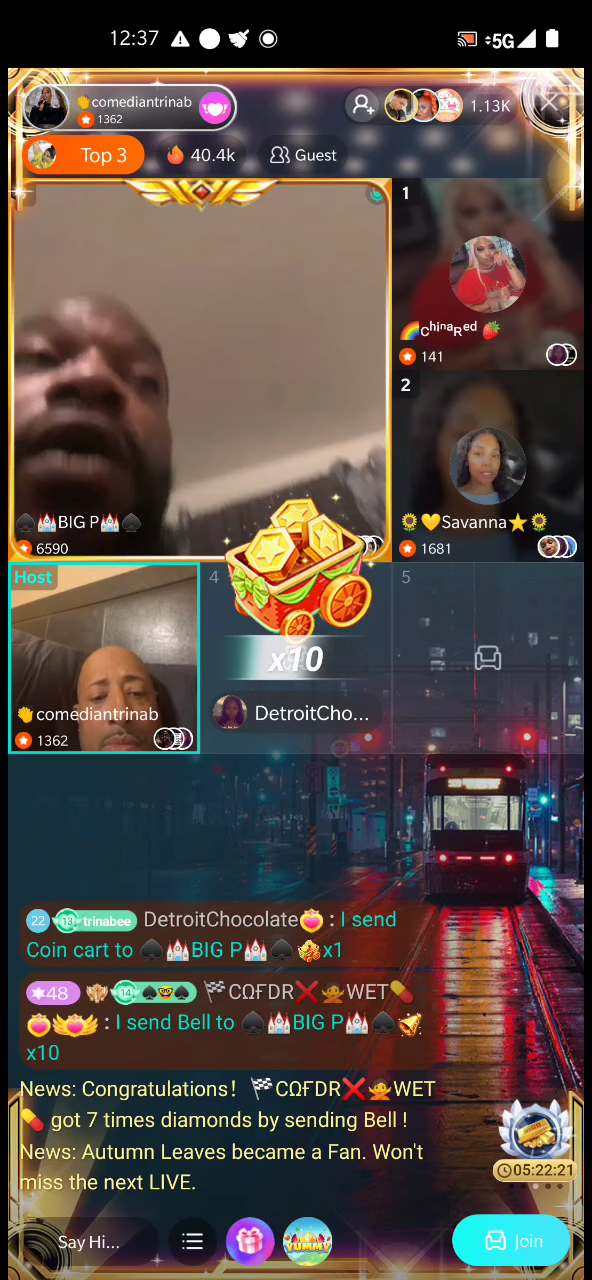 12:37
5G
👋comediantrinab
1362
1.13K
Top 3
40.4k
Guest
1
🌈cʰⁱⁿᵃʀᵉᵈ 🍓
141
2
🌻💛Savanna⭐🌻
1681
♠️🏰BIG P🏰♠️
6590
Host
4
5
x10
DetroitCho...
👋comediantrinab
1362
22 13 trinabee DetroitChocolate : I send
Coin cart to ♠️🏰BIG P🏰♠️ x1
48 14 ♠️🤓♠️ 🏁CΩҒDR❌🙅WET💊
: I send Bell to ♠️🏰BIG P🏰♠️
x10
News: Congratulations! 🏁CΩҒDR❌🙅WET
💊 got 7 times diamonds by sending Bell !
News: Autumn Leaves became a Fan. Won't
miss the next LIVE.
05:22:21
Say Hi...
YUMMY
Join